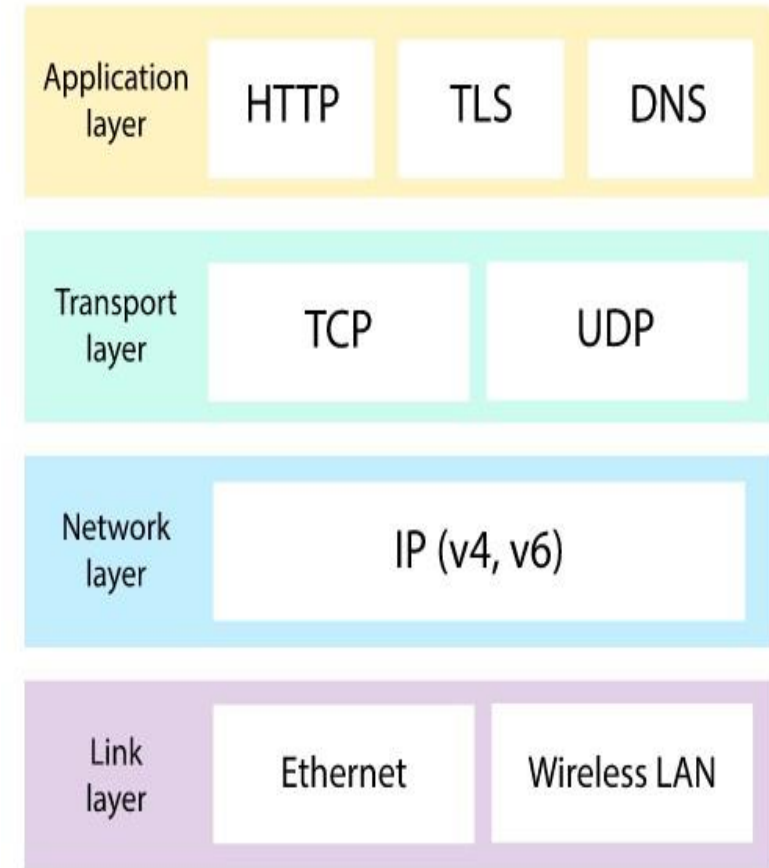 Application
layer
HTTP
TLS
DNS
Transport
layer
TCP
UDP
Network
layer
IP (v4, v6)
Link
layer
Ethernet
Wireless LAN